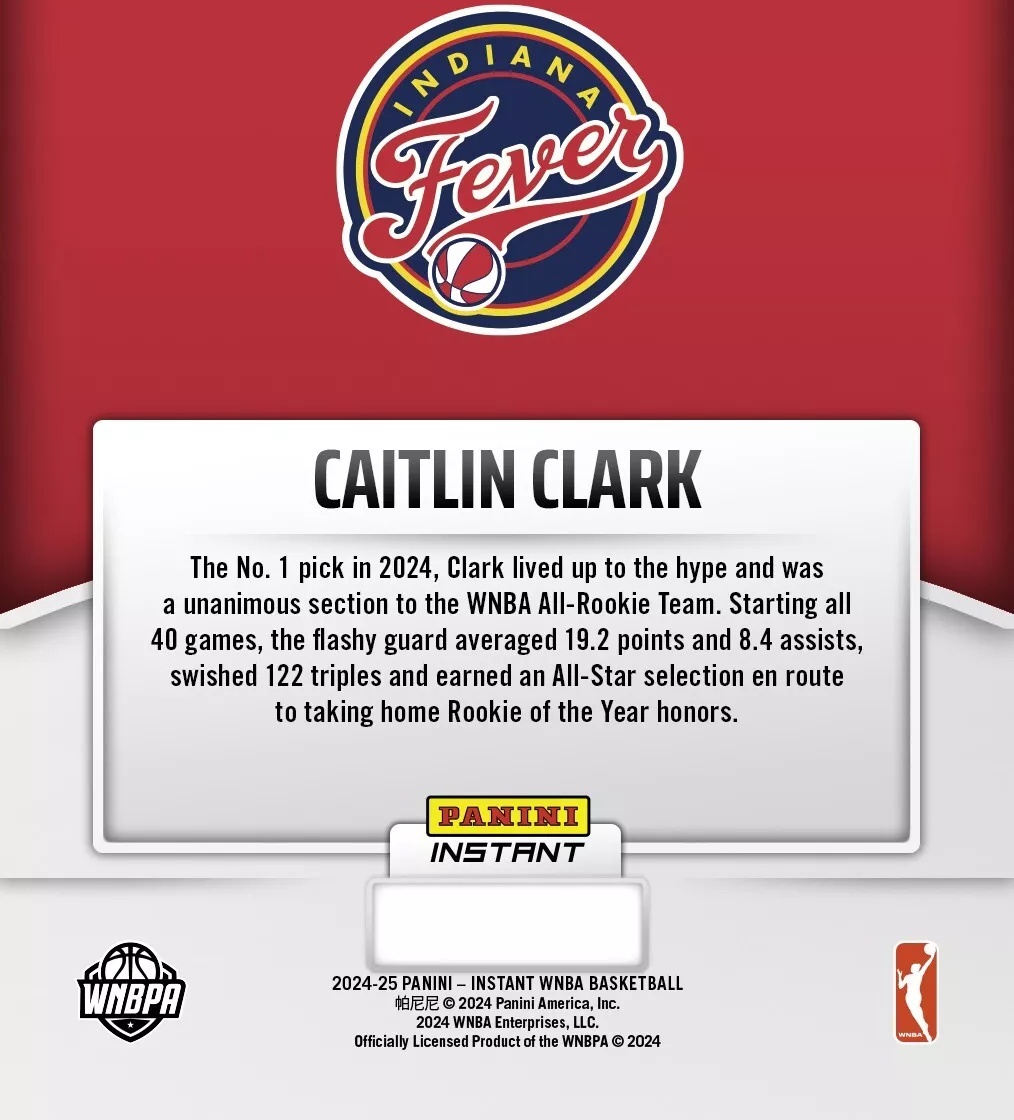 INDIANA
Fever
CAITLIN CLARK
The No. 1 pick in 2024, Clark lived up to the hype and was
a unanimous section to the WNBA All-Rookie Team. Starting all
40 games, the flashy guard averaged 19.2 points and 8.4 assists,
swished 122 triples and earned an All-Star selection en route
to taking home Rookie of the Year honors.
PANINI
INSTANT
WNBPA
2024-25 PANINI – INSTANT WNBA BASKETBALL
帕尼尼 © 2024 Panini America, Inc.
2024 WNBA Enterprises, LLC.
Officially Licensed Product of the WNBPA © 2024
WNBA